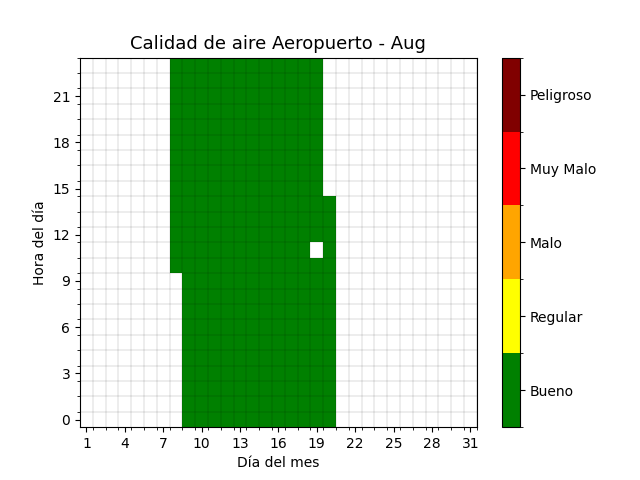 Calidad de aire Aeropuerto - Aug
Hora del día
21
18
15
12
9
6
3
0
1 4 7 10 13 16 19 22 25 28 31
Día del mes
Peligroso
Muy Malo
Malo
Regular
Bueno